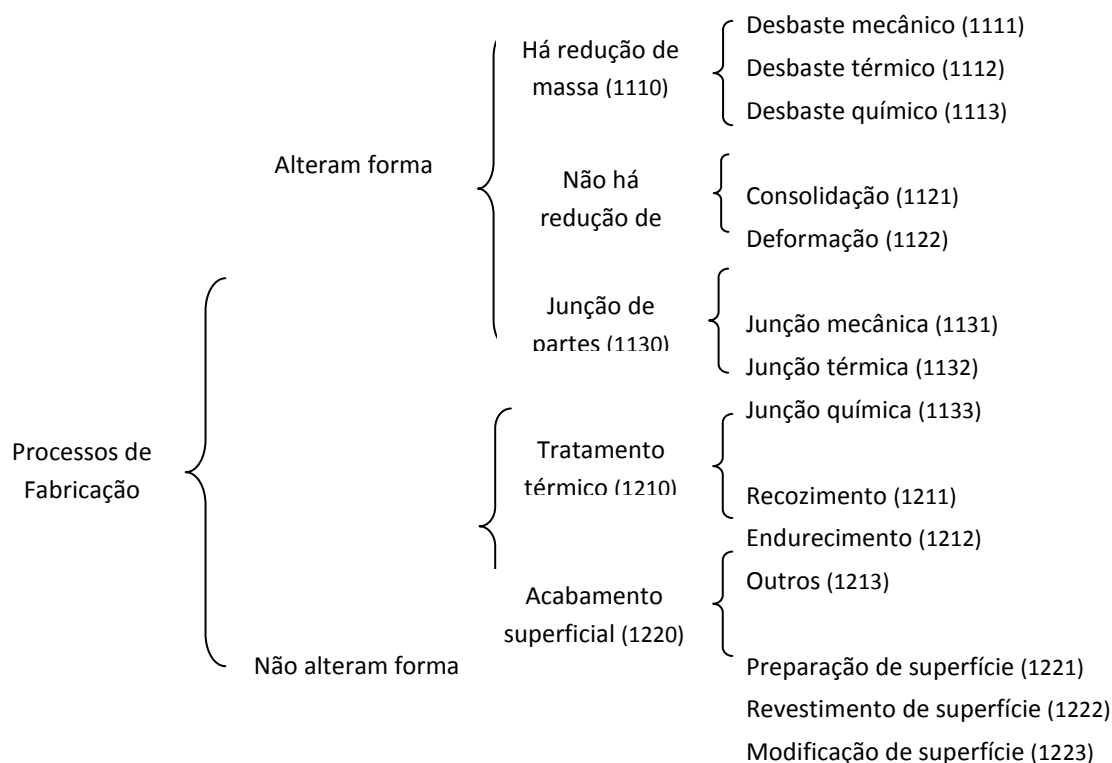 Processos de
Fabricação
Alteram forma
Não alteram forma
Há redução de
massa (1110)
Não há
redução de
Junção de
partes (1130)
Tratamento
térmico (1210)
Acabamento
superficial (1220)
Desbaste mecânico (1111)
Desbaste térmico (1112)
Desbaste químico (1113)
Consolidação (1121)
Deformação (1122)
Junção mecânica (1131)
Junção térmica (1132)
Junção química (1133)
Recozimento (1211)
Endurecimento (1212)
Outros (1213)
Preparação de superfície (1221)
Revestimento de superfície (1222)
Modificação de superfície (1223)